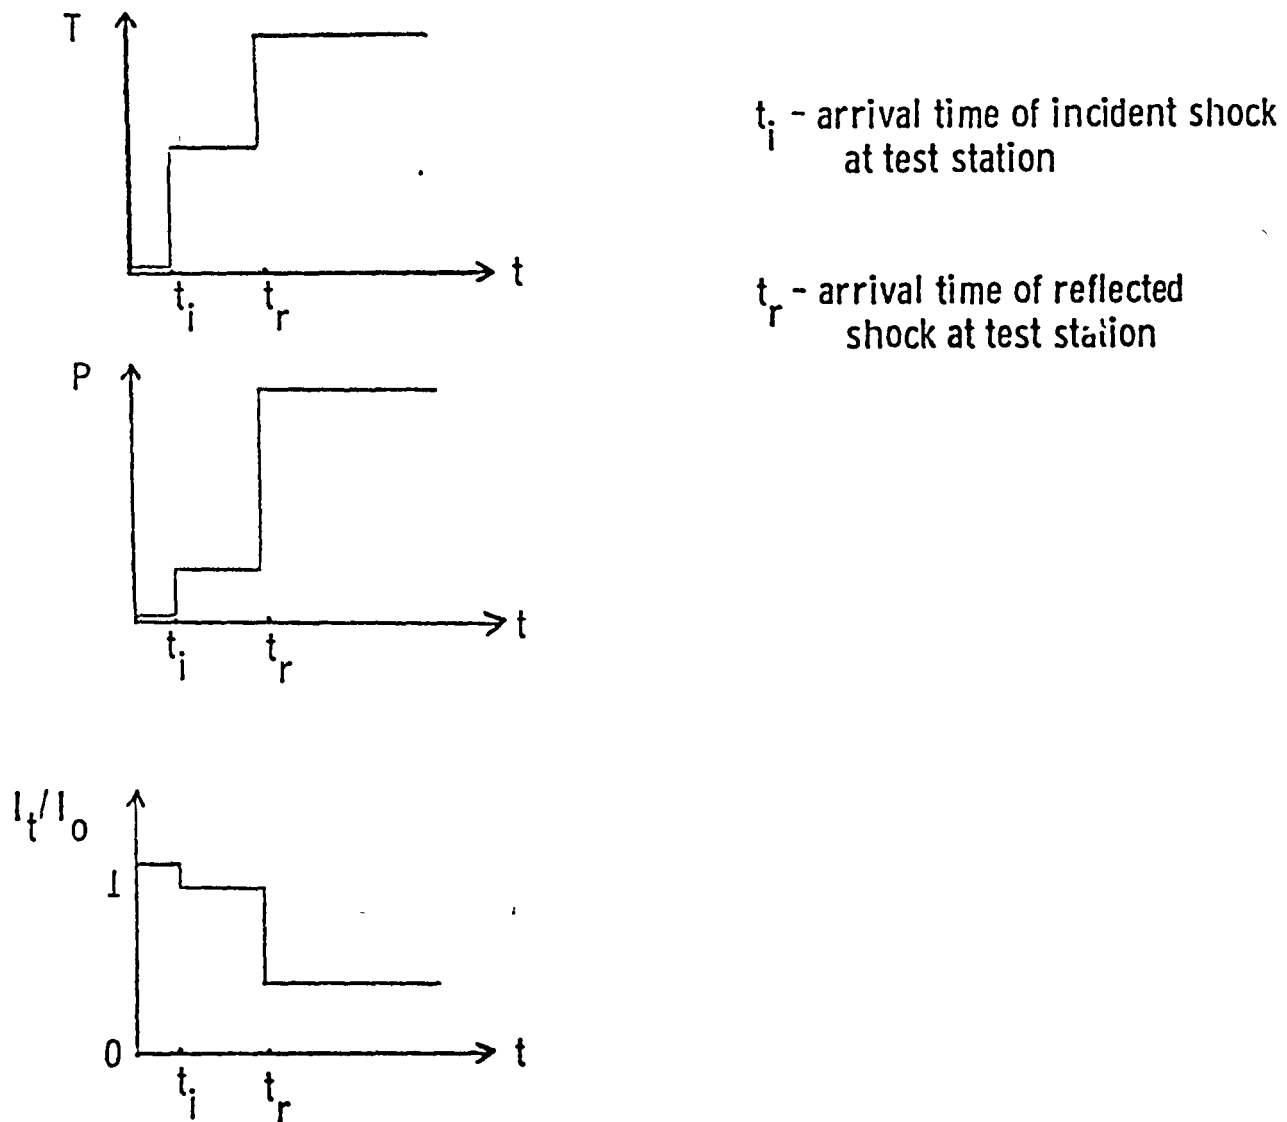 T
t_i - arrival time of incident shock
at test station
t_i t_r t
t_r - arrival time of reflected
shock at test station
P
t_i t_r t
I_t/I_o
1
0
t_i t_r t